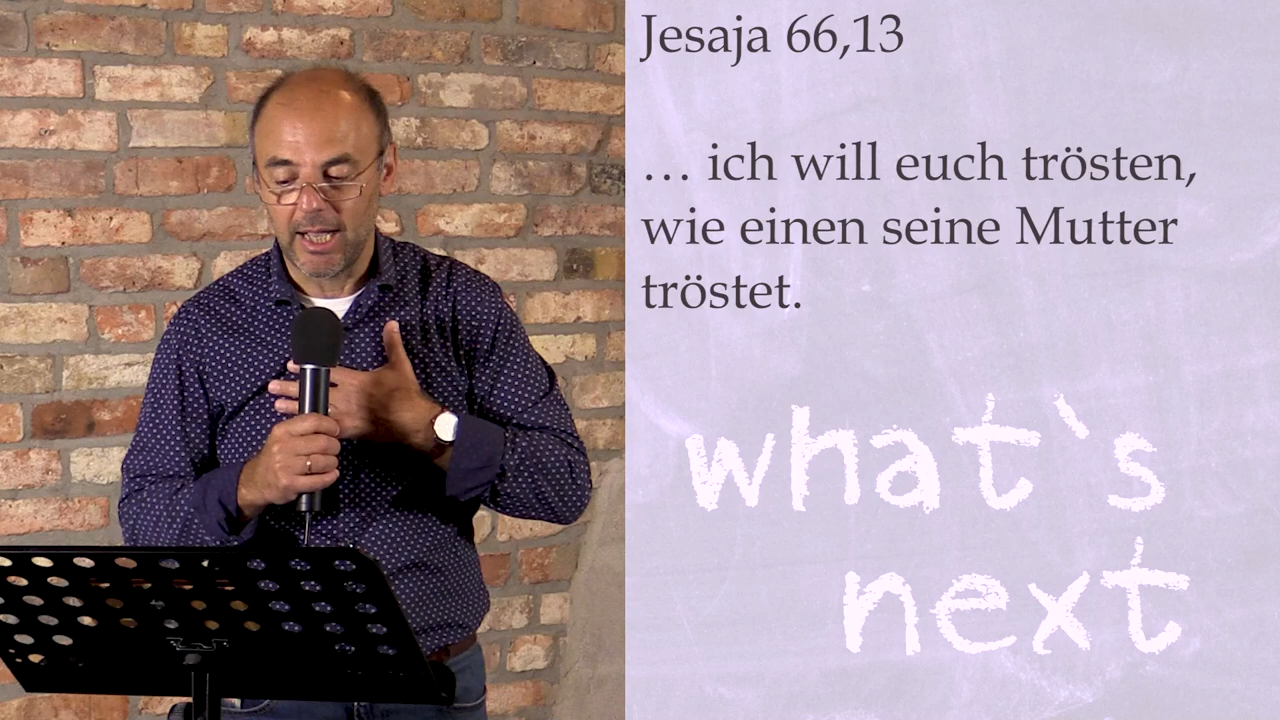 Jesaja 66,13
… ich will euch trösten,
wie einen seine Mutter
tröstet.
what`s
next